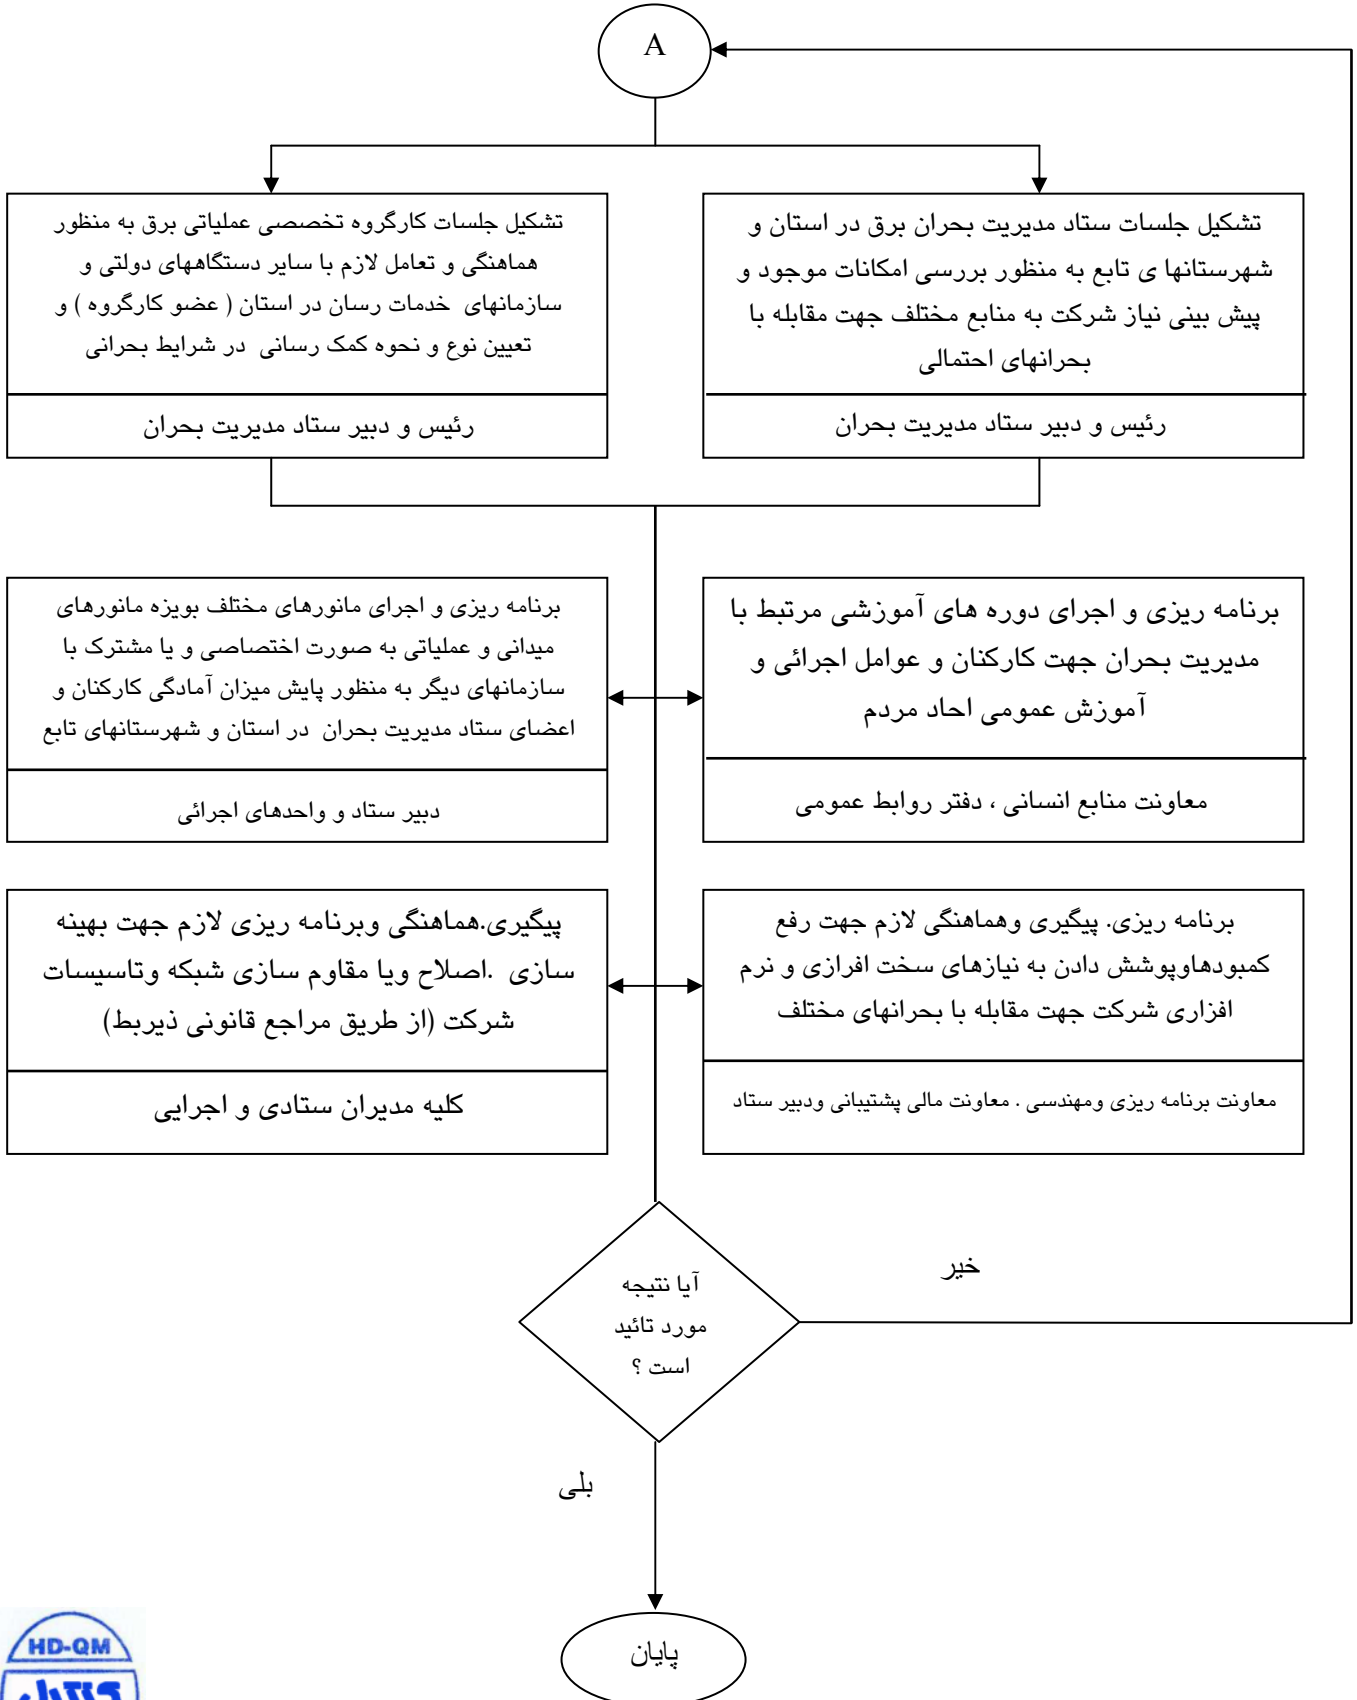 A
تشکیل جلسات ستاد مدیریت بحران برق در استان و
شهرستانها ی تابع به منظور بررسی امکانات موجود و
پیش بینی نیاز شرکت به منابع مختلف جهت مقابله با
بحرانهای احتمالی
رئیس و دبیر ستاد مدیریت بحران
تشکیل جلسات کارگروه تخصصی عملیاتی برق به منظور
هماهنگی و تعامل لازم با سایر دستگاههای دولتی و
سازمانهای خدمات رسان در استان ( عضو کارگروه ) و
تعیین نوع و نحوه کمک رسانی در شرایط بحرانی
رئیس و دبیر ستاد مدیریت بحران
برنامه ریزی و اجرای دوره های آموزشی مرتبط با
مدیریت بحران جهت کارکنان و عوامل اجرائی و
آموزش عمومی احاد مردم
معاونت منابع انسانی ، دفتر روابط عمومی
برنامه ریزی و اجرای مانورهای مختلف بویزه مانورهای
میدانی و عملیاتی به صورت اختصاصی و یا مشترک با
سازمانهای دیگر به منظور پایش میزان آمادگی کارکنان و
اعضای ستاد مدیریت بحران در استان و شهرستانهای تابع
دبیر ستاد و واحدهای اجرائی
برنامه ریزی. پیگیری وهماهنگی لازم جهت رفع
کمبودهاوپوشش دادن به نیازهای سخت افرازی و نرم
افزاری شرکت جهت مقابله با بحرانهای مختلف
معاونت برنامه ریزی ومهندسی . معاونت مالی پشتیبانی ودبیر ستاد
پیگیری.هماهنگی وبرنامه ریزی لازم جهت بهینه
سازی .اصلاح ویا مقاوم سازی شبکه وتاسیسات
شرکت (از طریق مراجع قانونی ذیربط)
کلیه مدیران ستادی و اجرایی
آیا نتیجه
مورد تائید
است ؟
خیر
بلی
پایان
HD-QM